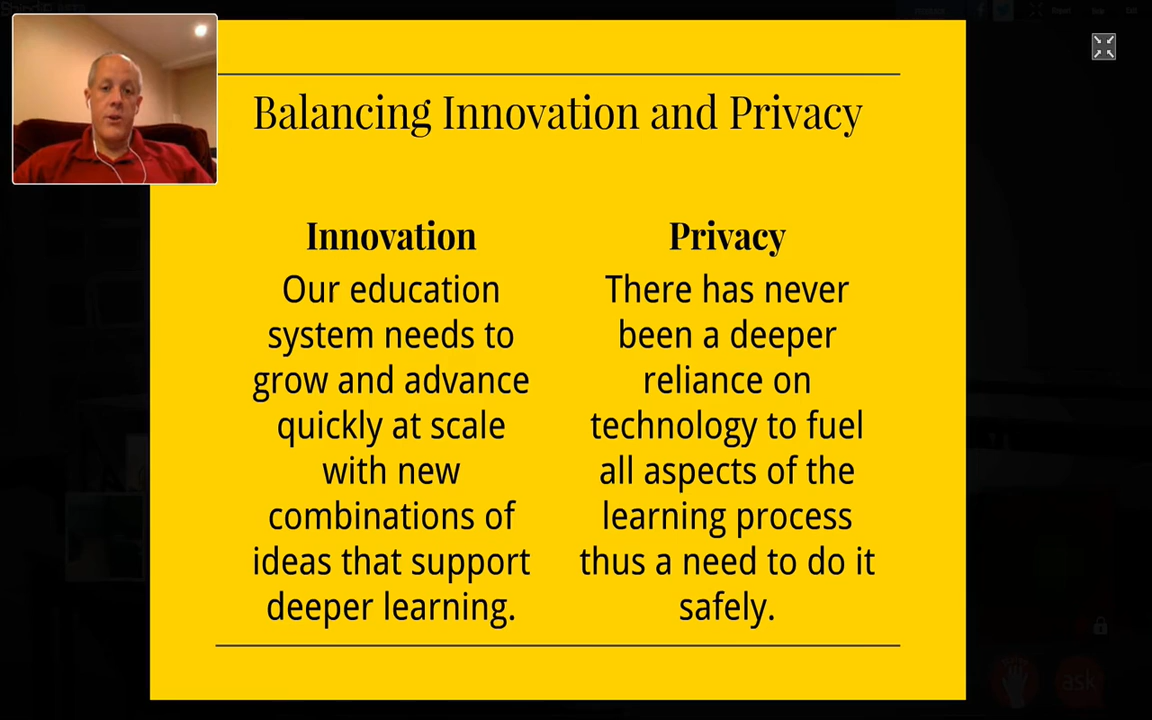 Balancing Innovation and Privacy
Innovation
Our education
system needs to
grow and advance
quickly at scale
with new
combinations of
ideas that support
deeper learning.
Privacy
There has never
been a deeper
reliance on
technology to fuel
all aspects of the
learning process
thus a need to do it
safely.
ask